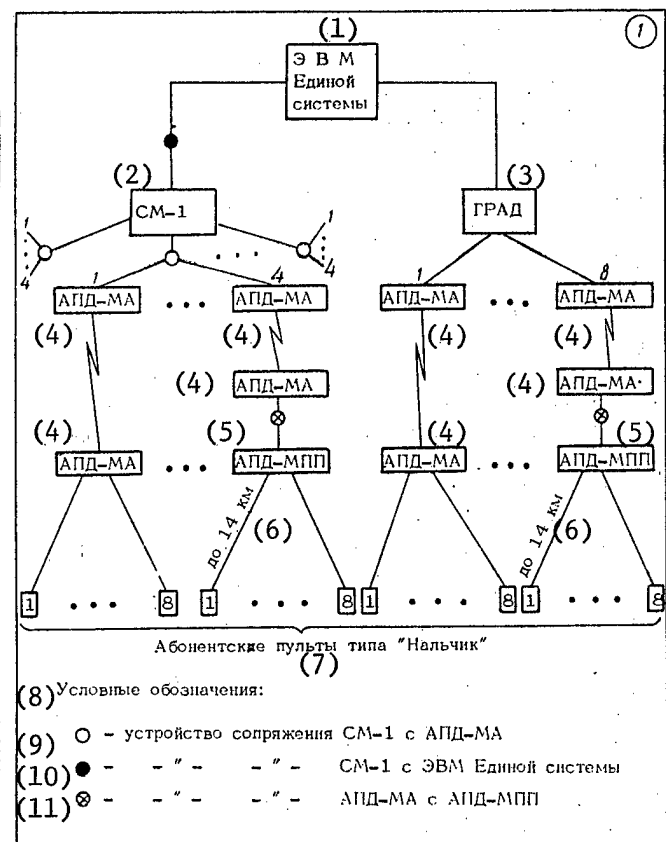 (1)
1
Э В М
Единой
системы
(2)
(3)
СМ-1
ГРАД
1
4
1
4
1 4 1 8
АПД-МА . . . АПД-МА АПД-МА . . . АПД-МА
(4) (4) (4) (4)
(4) АПД-МА (4) АПД-МА
(4) (5) (4) (5)
АПД-МА . . . АПД-МПП АПД-МА . . . АПД-МПП
до 14 км (6) до 14 км (6)
1 . . . 8 1 . . . 8 1 . . . 8 1 . . . 8
Абонентские пульты типа "Нальчик"
(7)
(8) Условные обозначения:
(9) - устройство сопряжения СМ-1 с АПД-МА
(10) - - " - - " - СМ-1 с ЭВМ Единой системы
(11) - - " - - " - АПД-МА с АПД-МПП